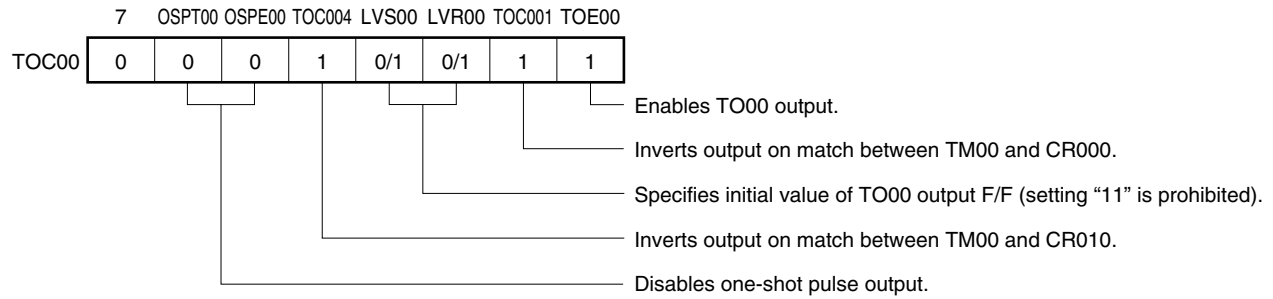 7 OSPT00 OSPE00 TOC004 LVS00 LVR00 TOC001 TOE00
TOC00 0 0 0 1 0/1 0/1 1 1
Enables TO00 output.
Inverts output on match between TM00 and CR000.
Specifies initial value of TO00 output F/F (setting “11” is prohibited).
Inverts output on match between TM00 and CR010.
Disables one-shot pulse output.